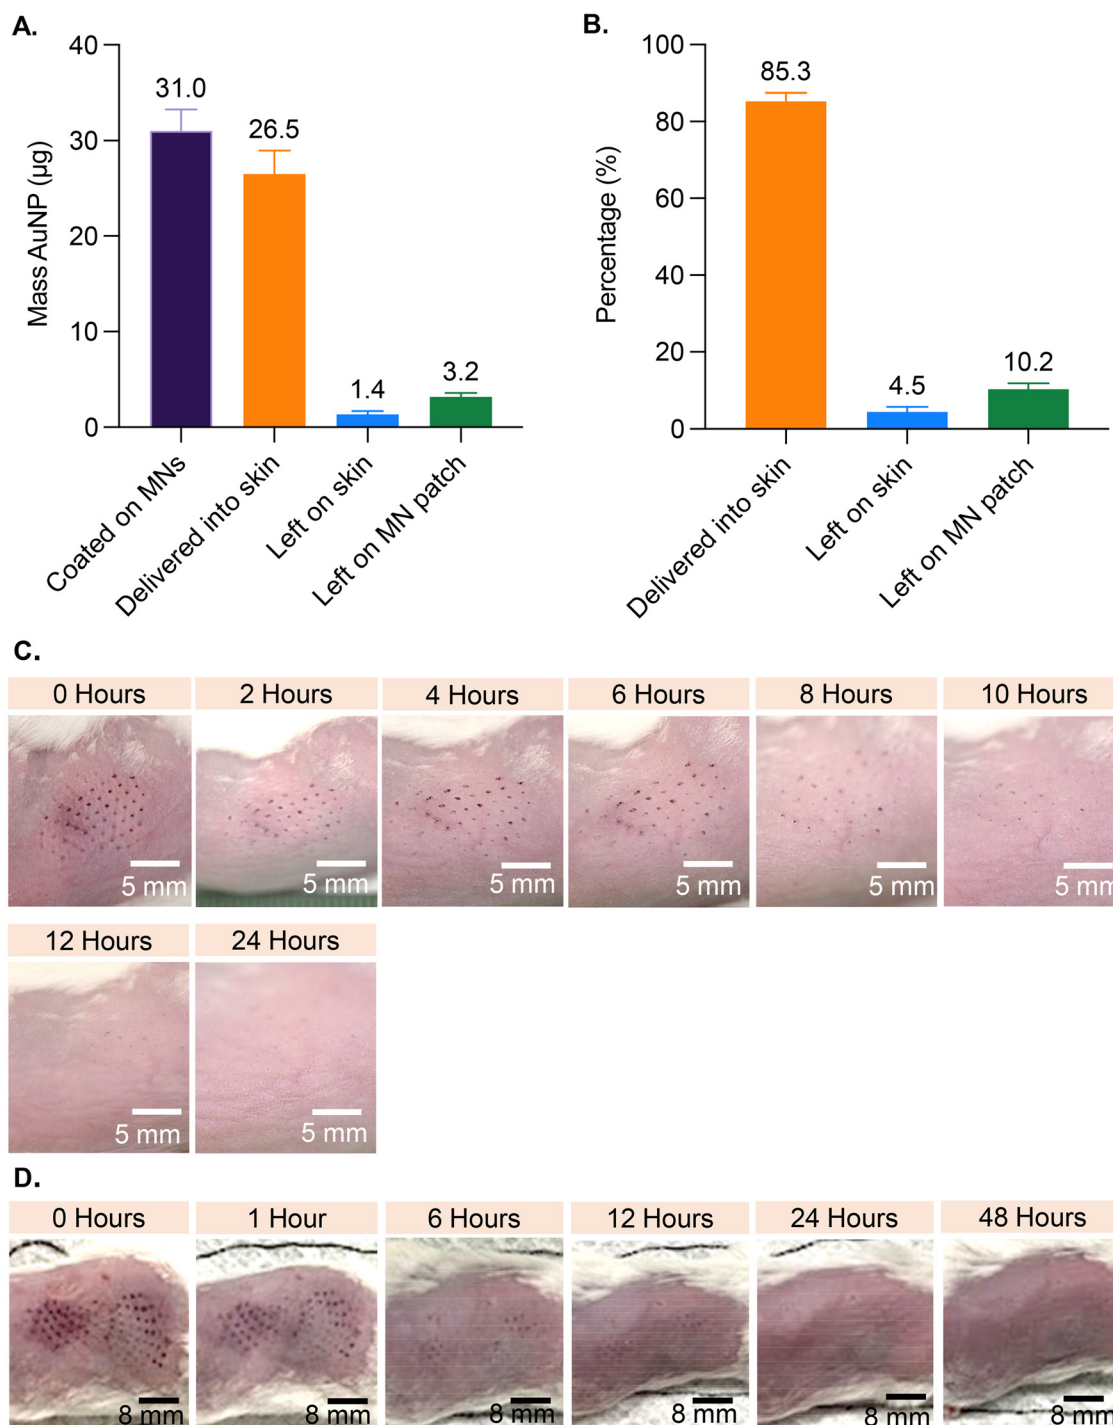 A.
Mass AuNP (µg)
40
30
20
10
0
31.0
26.5
1.4
3.2
Coated on MNs
Delivered into skin
Left on skin
Left on MN patch
B.
Percentage (%)
100
80
60
40
20
0
85.3
4.5
10.2
Delivered into skin
Left on skin
Left on MN patch
C.
0 Hours
2 Hours
4 Hours
6 Hours
8 Hours
10 Hours
5 mm
5 mm
5 mm
5 mm
5 mm
5 mm
12 Hours
24 Hours
5 mm
5 mm
D.
0 Hours
1 Hour
6 Hours
12 Hours
24 Hours
48 Hours
8 mm
8 mm
8 mm
8 mm
8 mm
8 mm